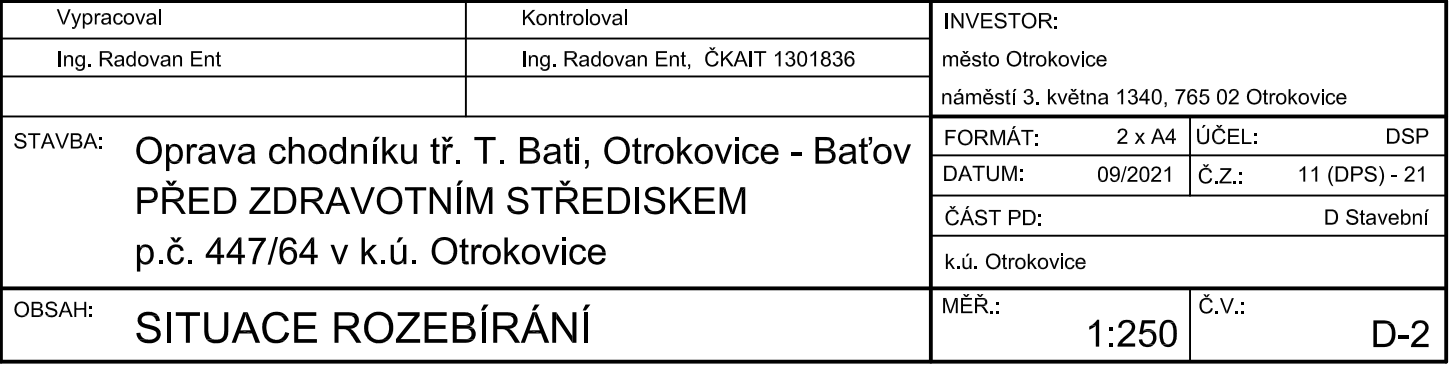 Vypracoval
Kontroloval
Ing. Radovan Ent
Ing. Radovan Ent, ČKAIT 1301836
INVESTOR:
město Otrokovice
náměstí 3. května 1340, 765 02 Otrokovice
STAVBA:
Oprava chodníku tř. T. Bati, Otrokovice - Baťov
PŘED ZDRAVOTNÍM STŘEDISKEM
p.č. 447/64 v k.ú. Otrokovice
FORMÁT: 2 x A4
ÚČEL: DSP
DATUM: 09/2021
Č.Z.: 11 (DPS) - 21
ČÁST PD: D Stavební
k.ú. Otrokovice
OBSAH:
SITUACE ROZEBÍRÁNÍ
MĚŘ.:
1:250
Č.V.:
D-2